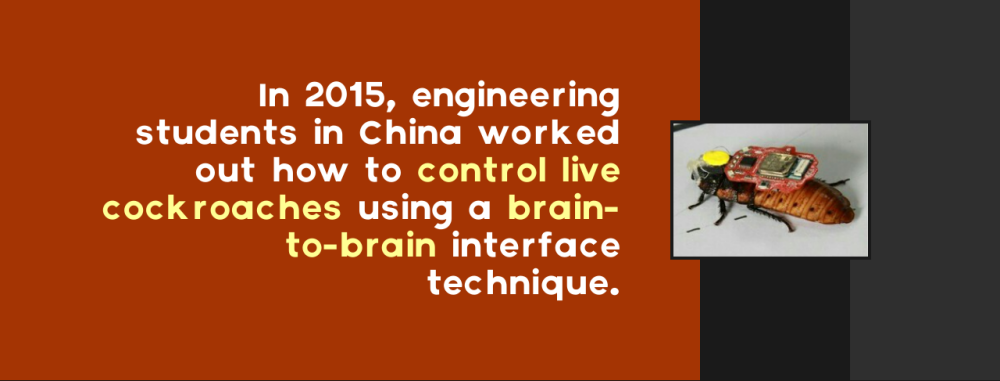 In 2015, engineering
students in China worked
out how to control live
cockroaches using a brain-
to-brain interface
technique.